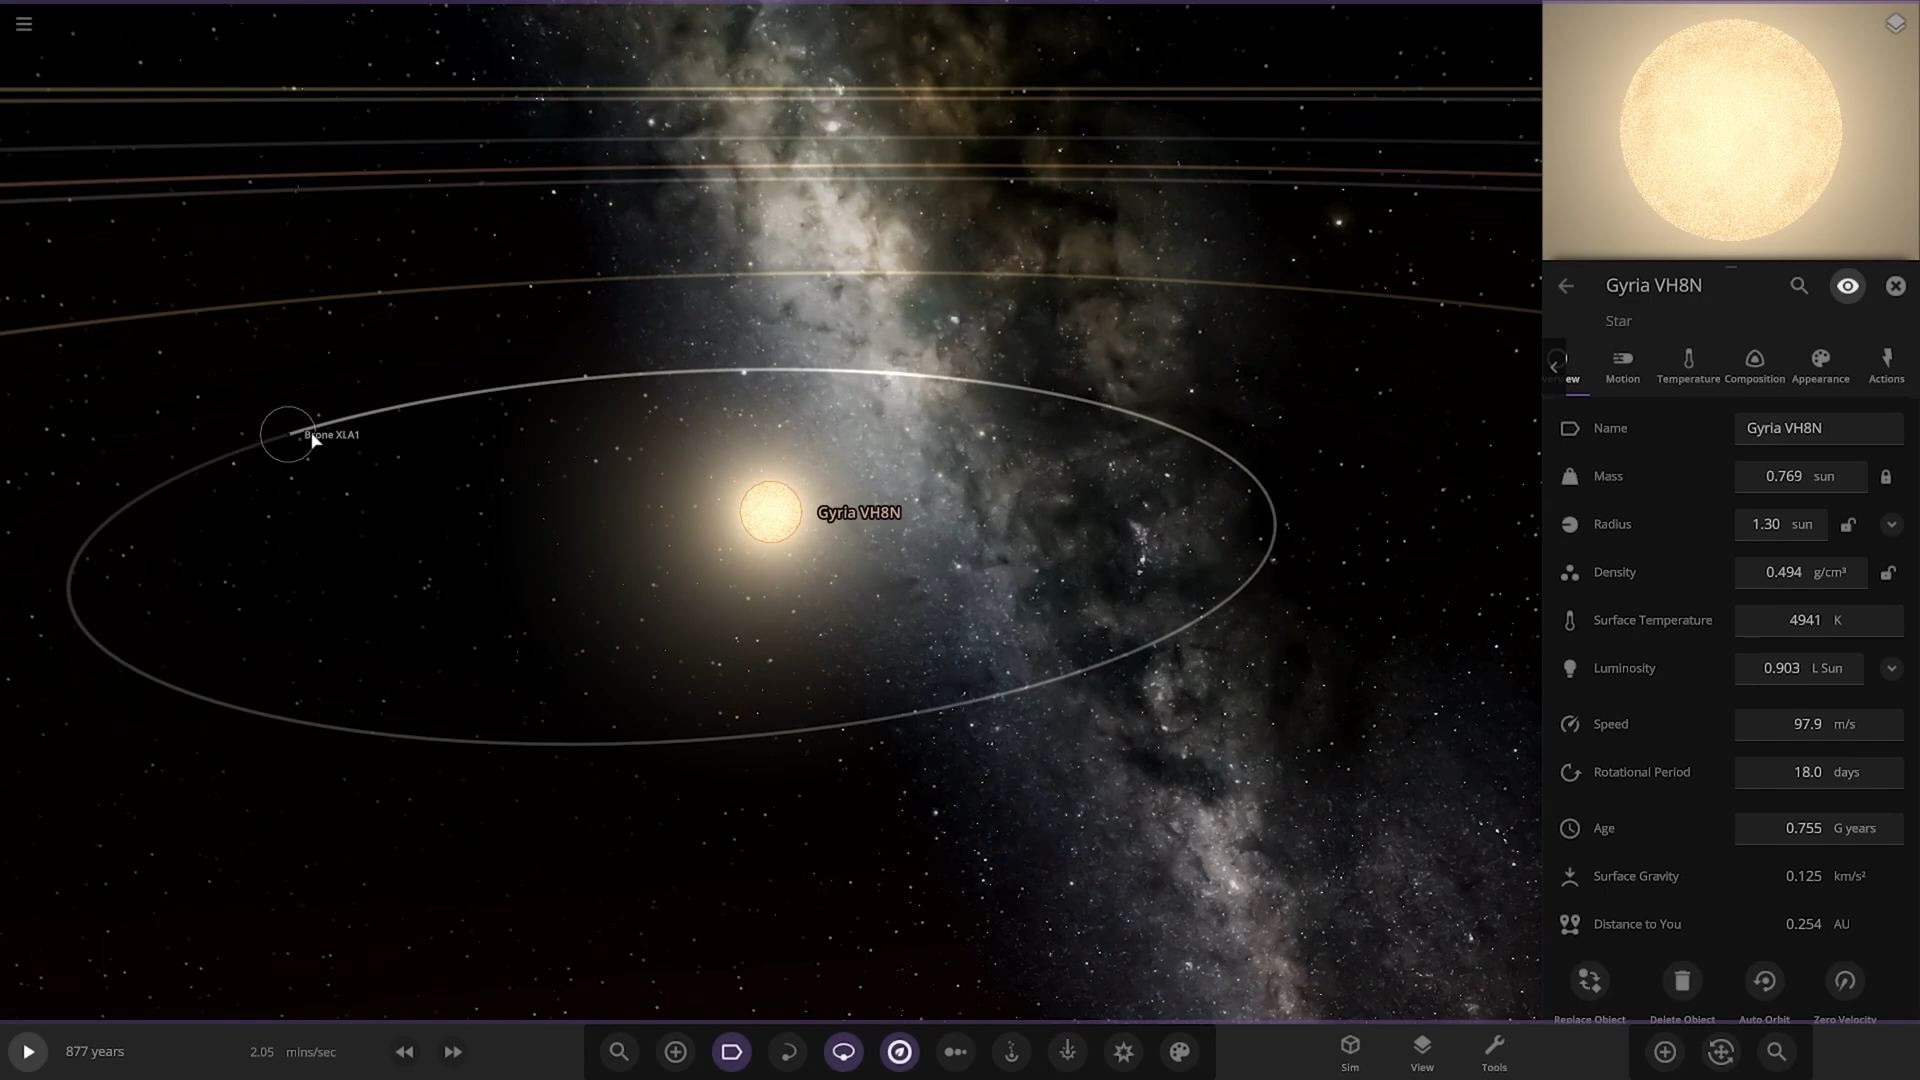 Brone XLA1
Gyria VH8N
Gyria VH8N
Star
ew
Motion
Temperature
Composition
Appearance
Actions
Name
Gyria VH8N
Mass
0.769 sun
Radius
1.30 sun
Density
0.494 g/cm³
Surface Temperature
4941 K
Luminosity
0.903 L Sun
Speed
97.9 m/s
Rotational Period
18.0 days
Age
0.755 G years
Surface Gravity
0.125 km/s²
Distance to You
0.254 AU
Replace Object
Delete Object
Auto Orbit
Zero Velocity
877 years
2.05 mins/sec
Sim
View
Tools